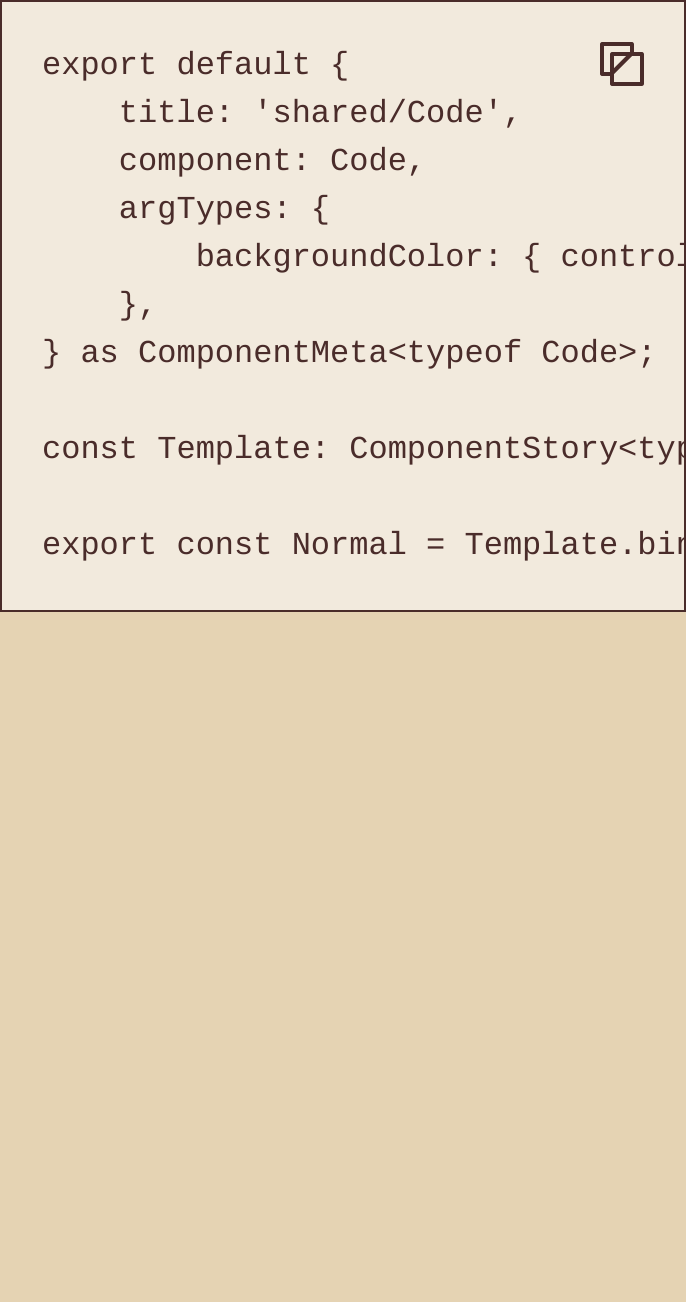 export default {
    title: 'shared/Code',
    component: Code,
    argTypes: {
        backgroundColor: { control
    },
} as ComponentMeta<typeof Code>;
const Template: ComponentStory<typ
export const Normal = Template.bin